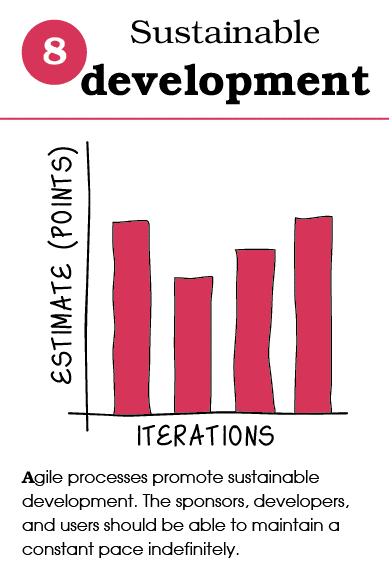 8
Sustainable
development
ESTIMATE (POINTS)
ITERATIONS
Agile processes promote sustainable
development. The sponsors, developers,
and users should be able to maintain a
constant pace indefinitely.